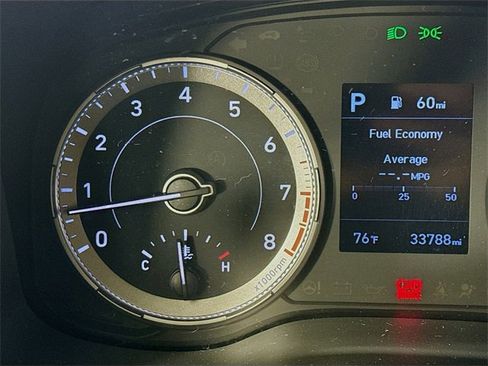 4
3
5
2
6
1
7
0
8
C
H
x1000rpm
P
60mi
Fuel Economy
Average
--.-MPG
0 25 50
76°F 33788mi